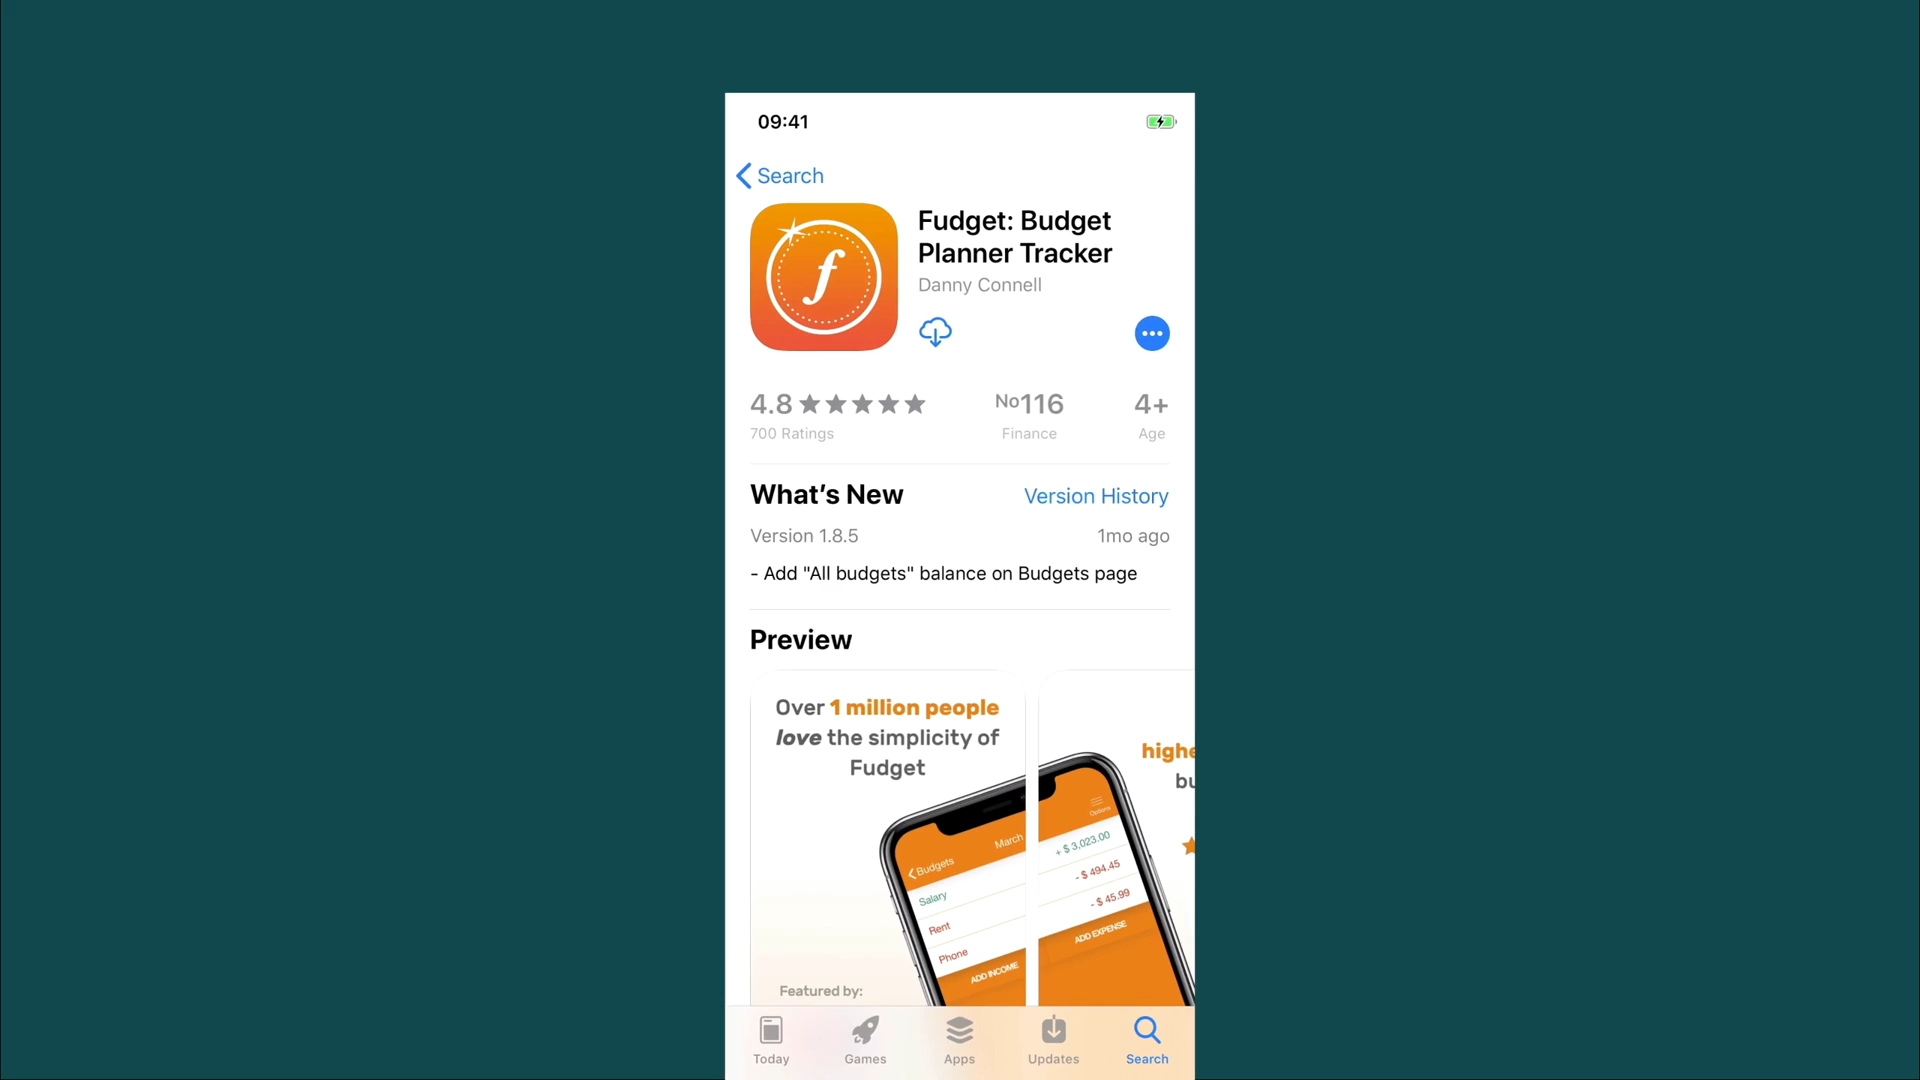 09:41
Search
f
Fudget: Budget
Planner Tracker
Danny Connell
4.8
No116
4+
700 Ratings
Finance
Age
What’s New
Version History
Version 1.8.5
1mo ago
- Add "All budgets" balance on Budgets page
Preview
Over 1 million people
love the simplicity of
Fudget
highe
bu
Budgets
March
Options
Salary
+ $ 3,023.00
Rent
- $ 494.45
Phone
- $ 45.99
ADD INCOME
ADD EXPENSE
Featured by:
Today
Games
Apps
Updates
Search